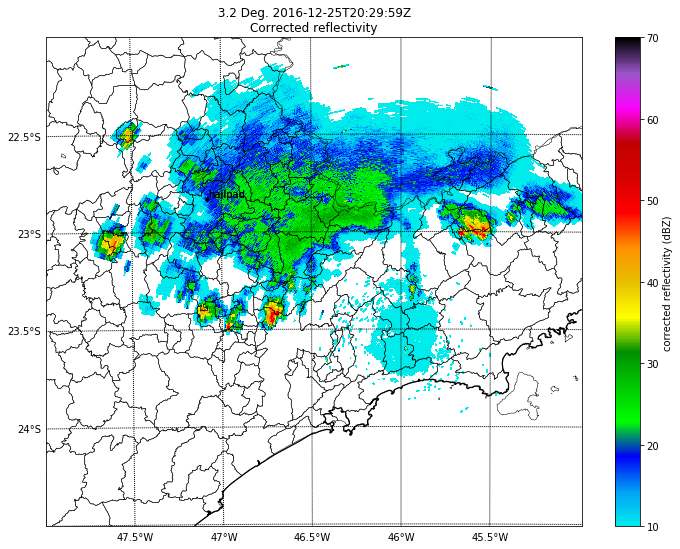 3.2 Deg. 2016-12-25T20:29:59Z
Corrected reflectivity
22.5°S
23°S
23.5°S
24°S
47.5°W
47°W
46.5°W
46°W
45.5°W
hailpad
70
60
50
40
30
20
10
corrected reflectivity (dBZ)